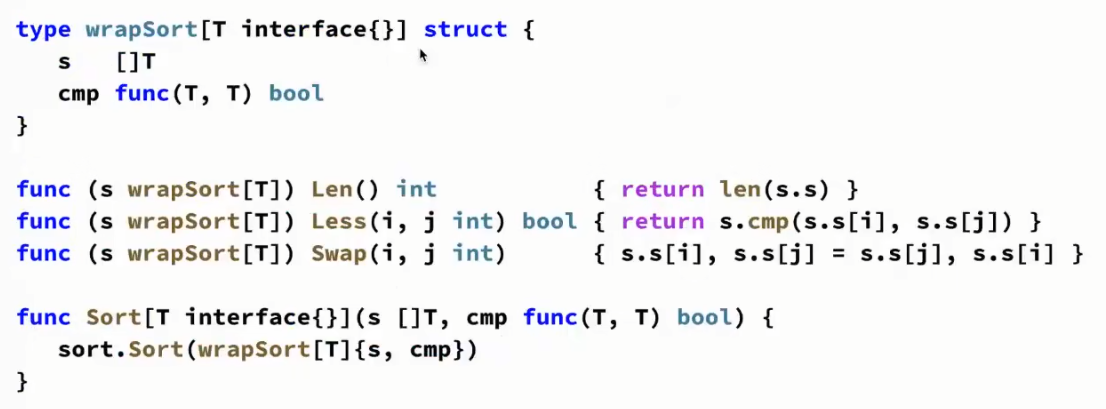 type wrapSort[T interface{}] struct {
   s   []T
   cmp func(T, T) bool
}

func (s wrapSort[T]) Len() int           { return len(s.s) }
func (s wrapSort[T]) Less(i, j int) bool { return s.cmp(s.s[i], s.s[j]) }
func (s wrapSort[T]) Swap(i, j int)      { s.s[i], s.s[j] = s.s[j], s.s[i] }

func Sort[T interface{}](s []T, cmp func(T, T) bool) {
   sort.Sort(wrapSort[T]{s, cmp})
}